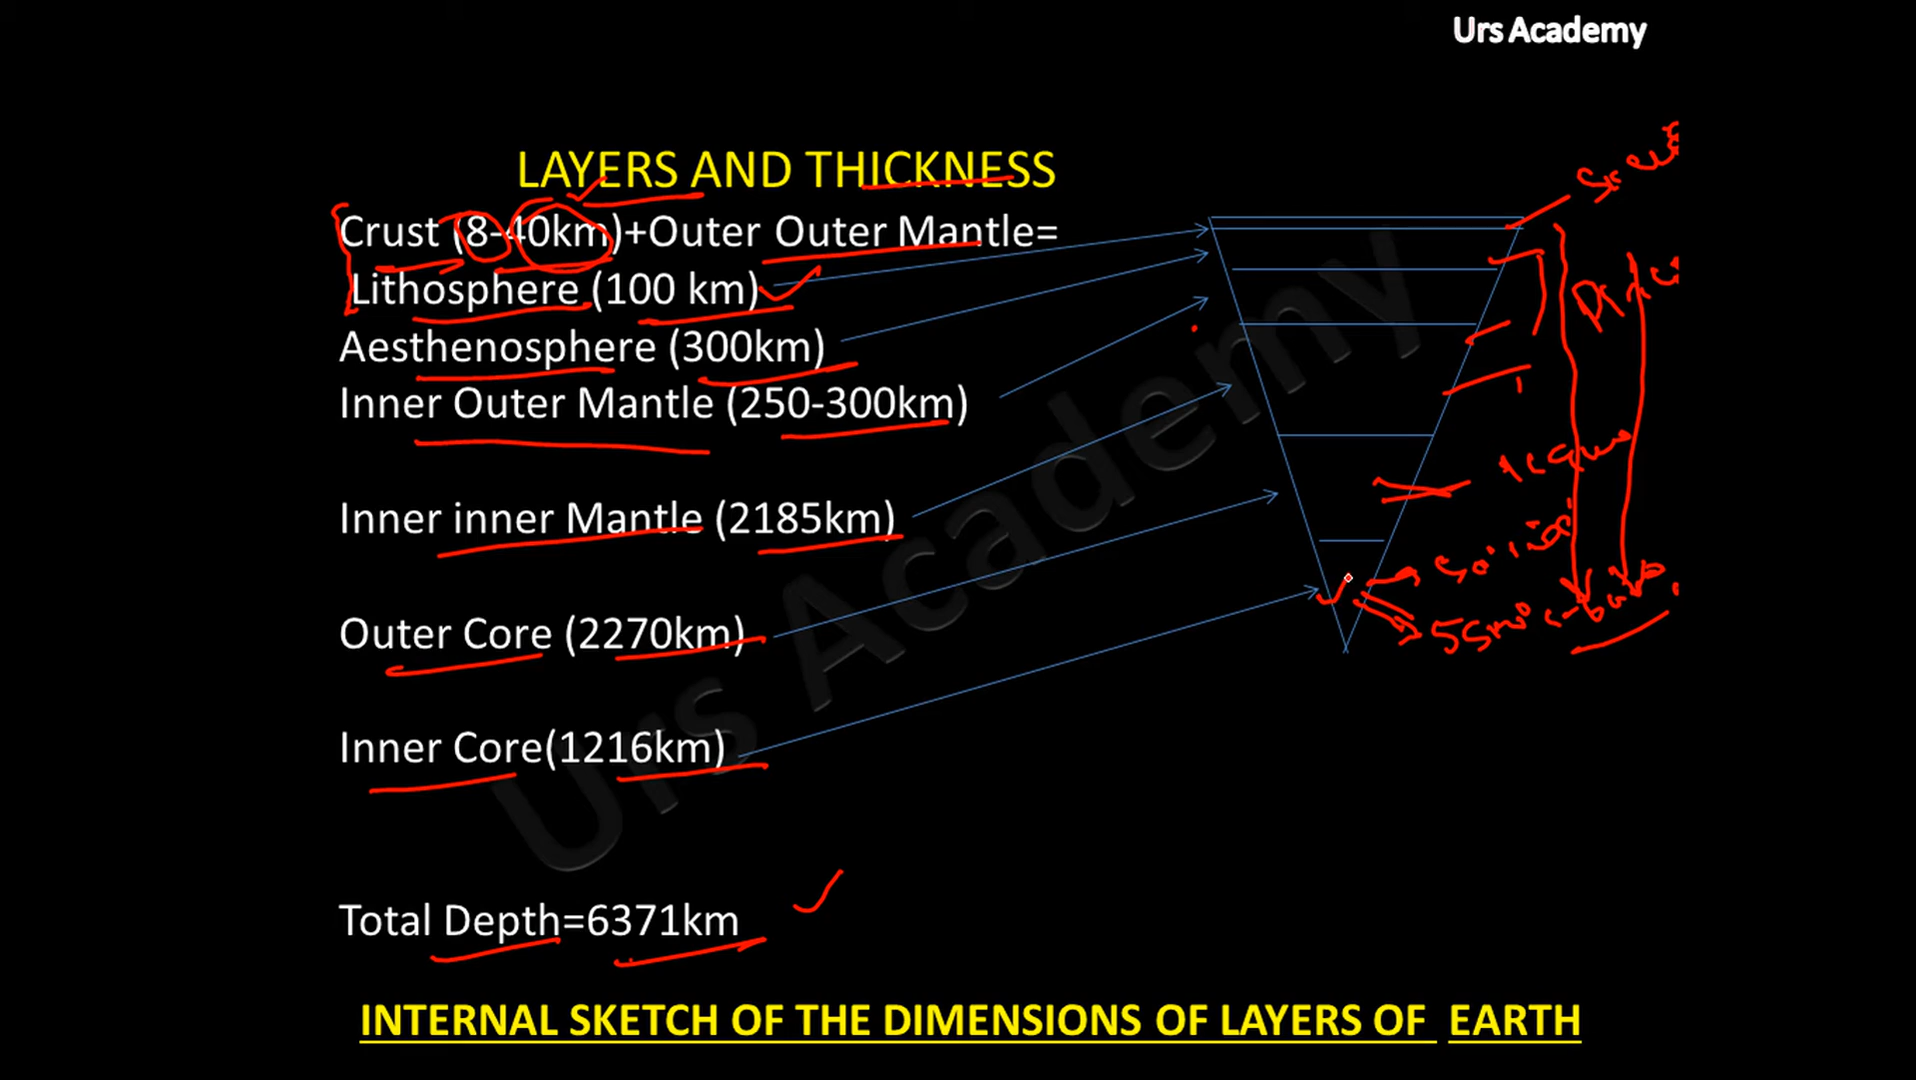 Urs Academy
LAYERS AND THICKNESS
Crust (8-40km)+Outer Outer Mantle=
Lithosphere (100 km)
Aesthenosphere (300km)
Inner Outer Mantle (250-300km)
Inner inner Mantle (2185km)
Outer Core (2270km)
Inner Core(1216km)
Total Depth=6371km
INTERNAL SKETCH OF THE DIMENSIONS OF LAYERS OF EARTH
Urs Academy